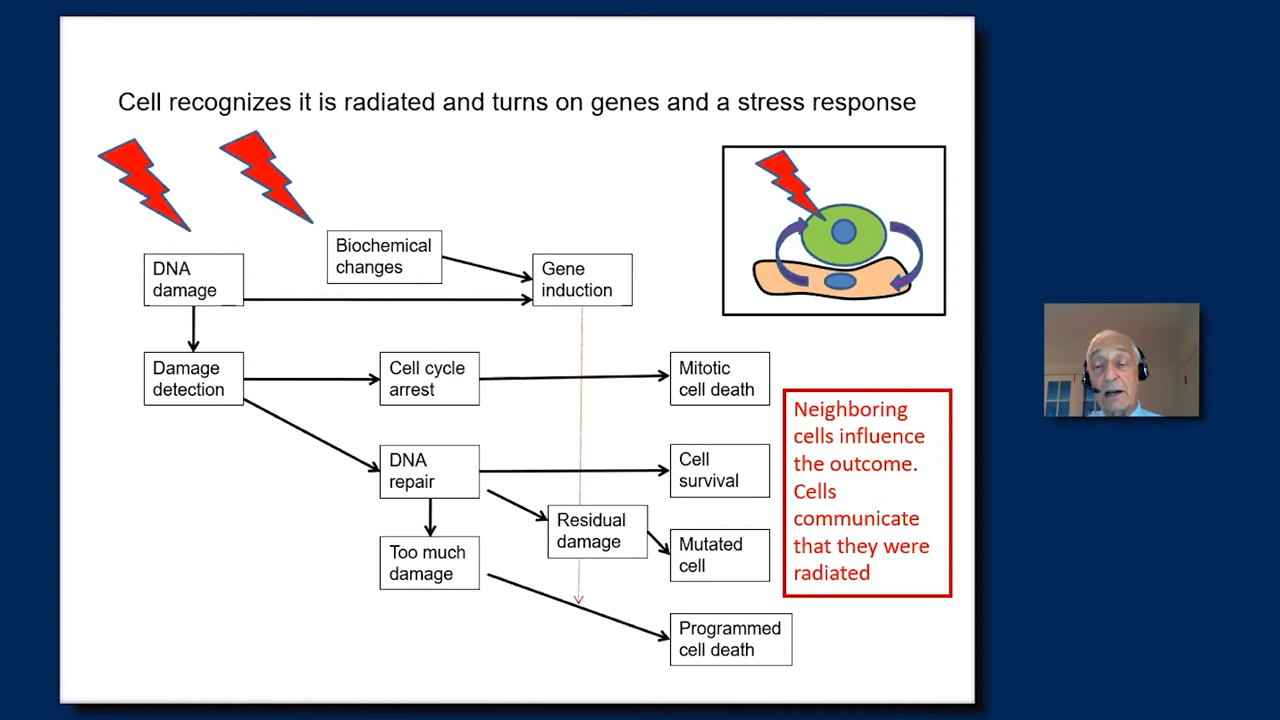 Cell recognizes it is radiated and turns on genes and a stress response
Biochemical
changes
DNA
damage
Gene
induction
Damage
detection
Cell cycle
arrest
Mitotic
cell death
DNA
repair
Cell
survival
Residual
damage
Too much
damage
Mutated
cell
Programmed
cell death
Neighboring
cells influence
the outcome.
Cells
communicate
that they were
radiated